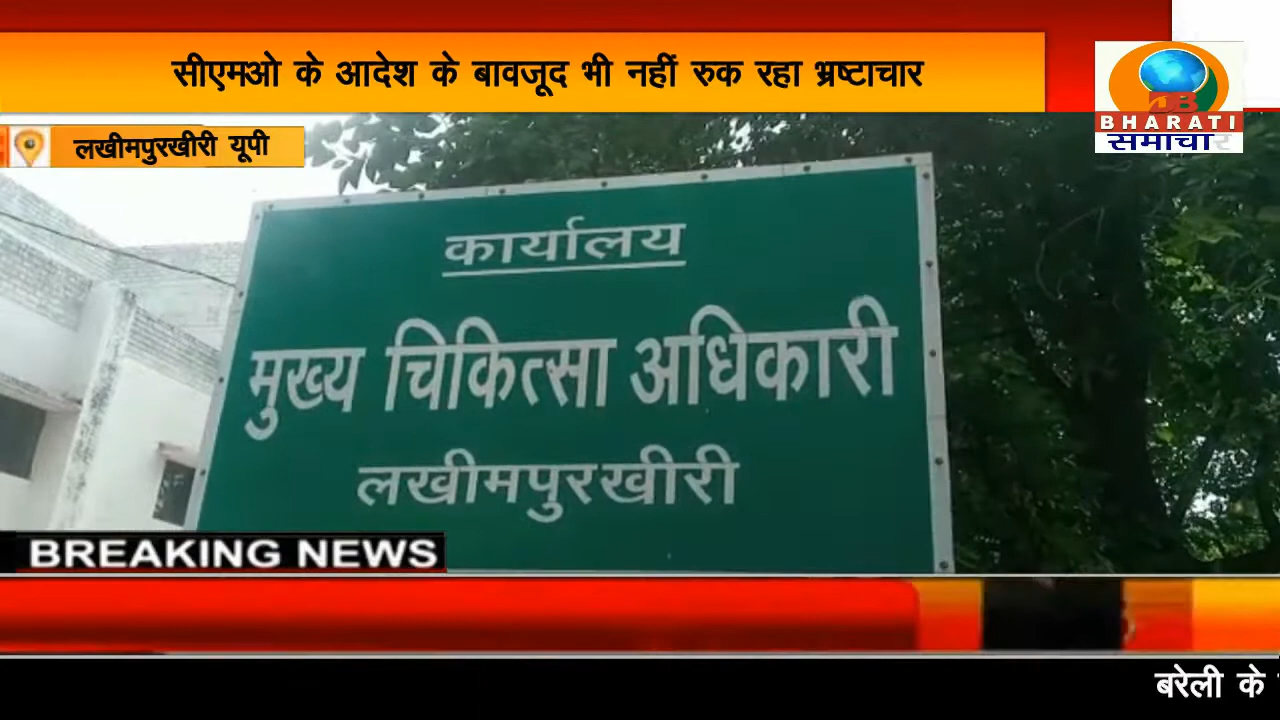 सीएमओ के आदेश के बावजूद भी नहीं रुक रहा भ्रष्टाचार
BHARATI
समाचार
लखीमपुरखीरी यूपी
कार्यालय
मुख्य चिकित्सा अधिकारी
लखीमपुरखीरी
BREAKING NEWS
बरेली के